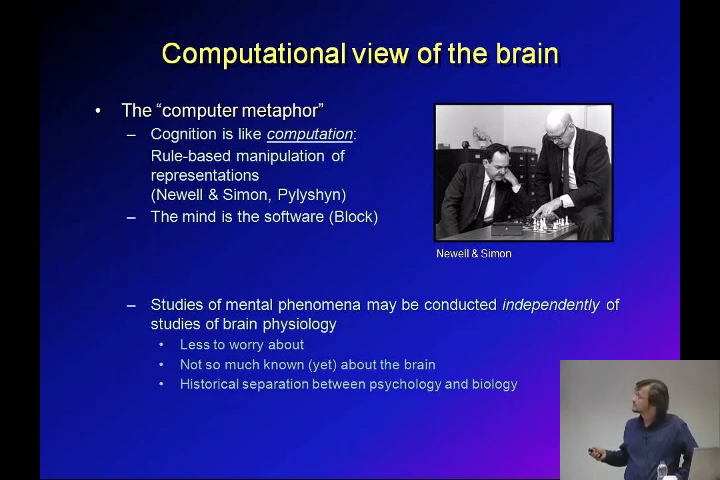 Computational view of the brain
• The “computer metaphor”
– Cognition is like computation:
Rule-based manipulation of
representations
(Newell & Simon, Pylyshyn)
– The mind is the software (Block)
Newell & Simon
– Studies of mental phenomena may be conducted independently of
studies of brain physiology
• Less to worry about
• Not so much known (yet) about the brain
• Historical separation between psychology and biology